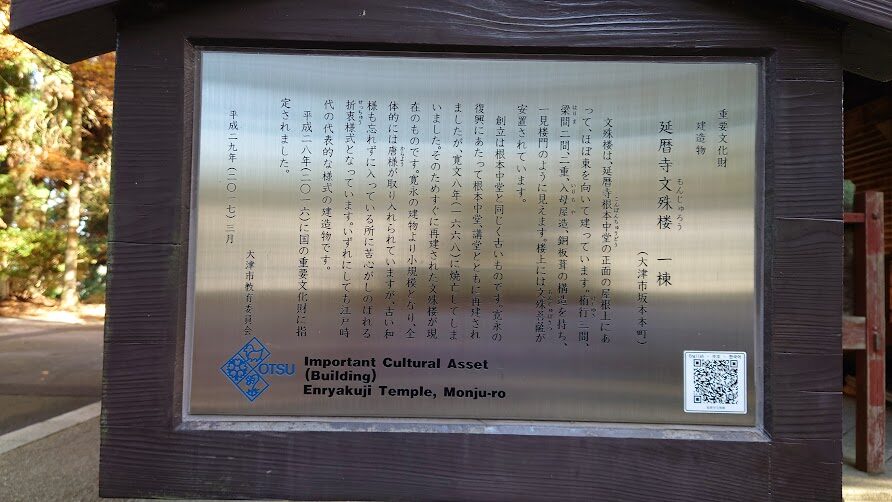 重要文化財
建造物
延暦寺文殊楼 一棟
もんじゅろう
(大津市坂本本町)
文殊楼は、延暦寺根本中堂の正面の屋根上にあ
って、ほぼ東を向いて建っています。桁行三間、
梁間二間、二重、入母屋造、銅板葺の構造を持ち、
一見楼門のように見えます。楼上には文殊菩薩が
安置されています。
創立は根本中堂と同じく古いものです。寛永の
復興にあたって根本中堂、講堂とともに再建され
ましたが、寛文八年(一六六八)に焼亡してしま
いました。そのためすぐに再建された文殊楼が現
在のものです。寛永の建物より小規模となり、全
体的には唐様が取り入れられていますが、古い和
様も忘れずに入っている所に苦心がしのばれる
折衷様式となっています。いずれにしても江戸時
代の代表的な様式の建造物です。
平成二八年(二〇一六)に国の重要文化財に指
定されました。
平成二九年(二〇一七)三月
大津市教育委員会
OTSU
Important Cultural Asset
(Building)
Enryakuji Temple, Monju-ro
English 中文 한국어